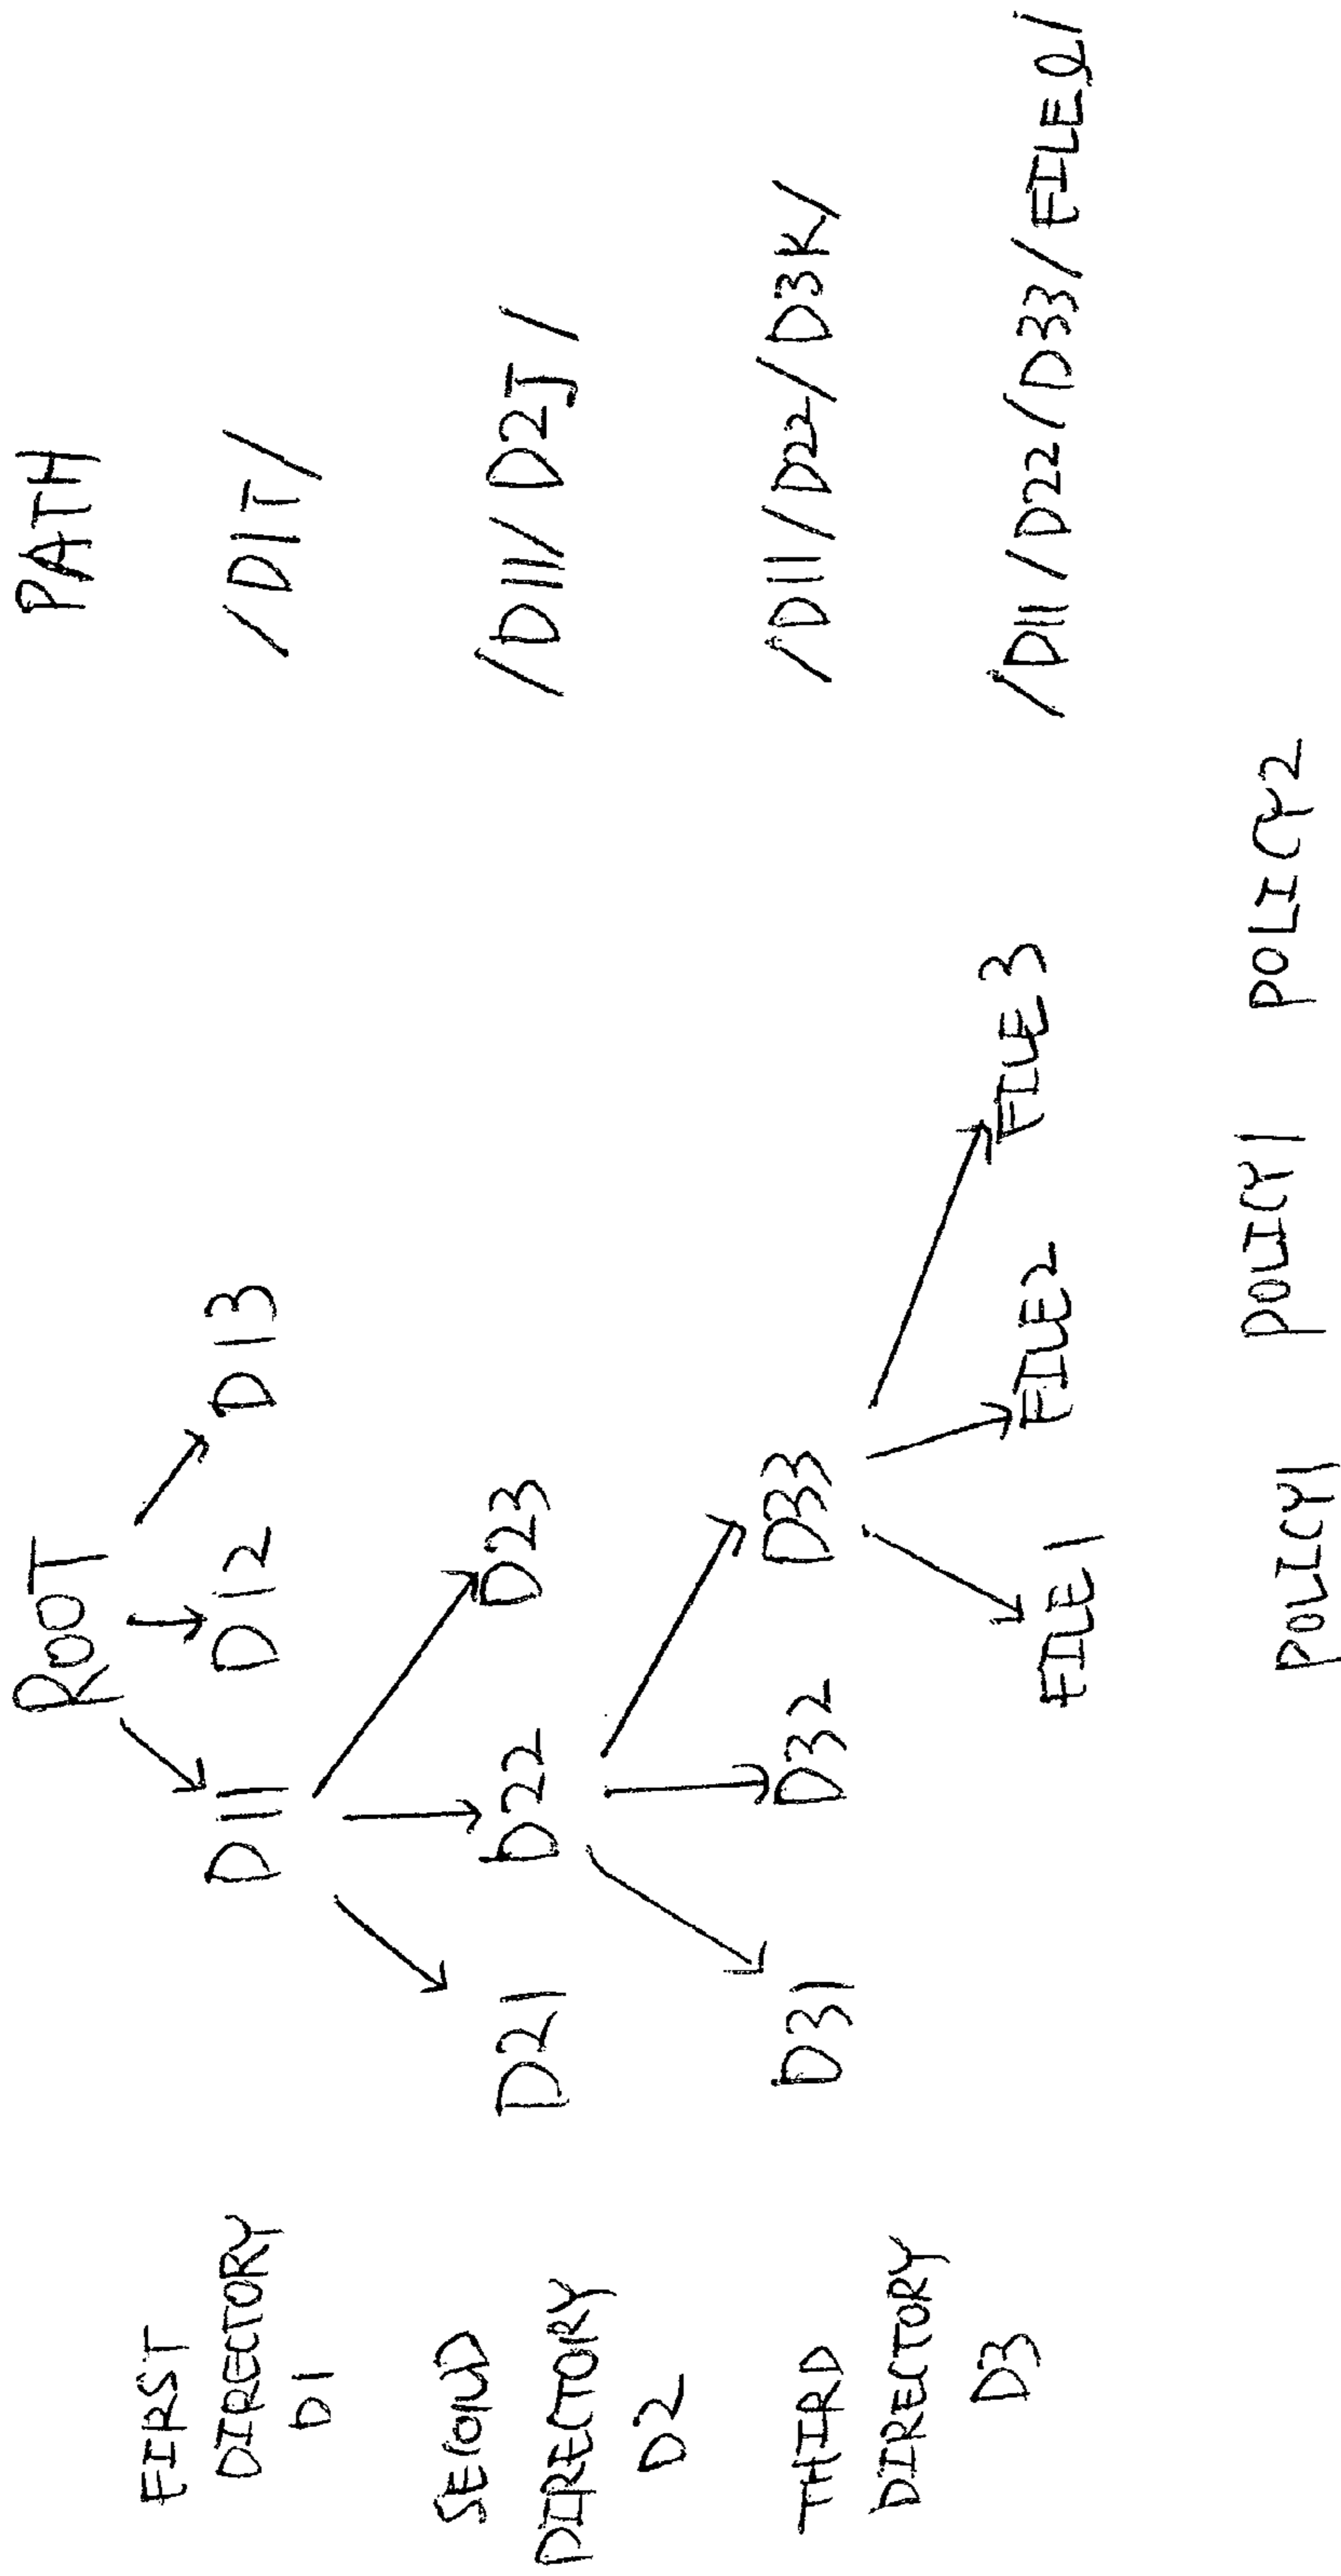 ROOT PATH
FIRST
DIRECTORY
D1
D11 D12 D13 /D1I/
SECOND
DIRECTORY
D2
D21 D22 D23 /D11/D2J/
THIRD
DIRECTORY
D3
D31 D32 D33 /D11/D22/D3K/
FILE1 FILE2 FILE3 /D11/D22/D33/FILEQ/
POLICY1 POLICY1 POLICY2